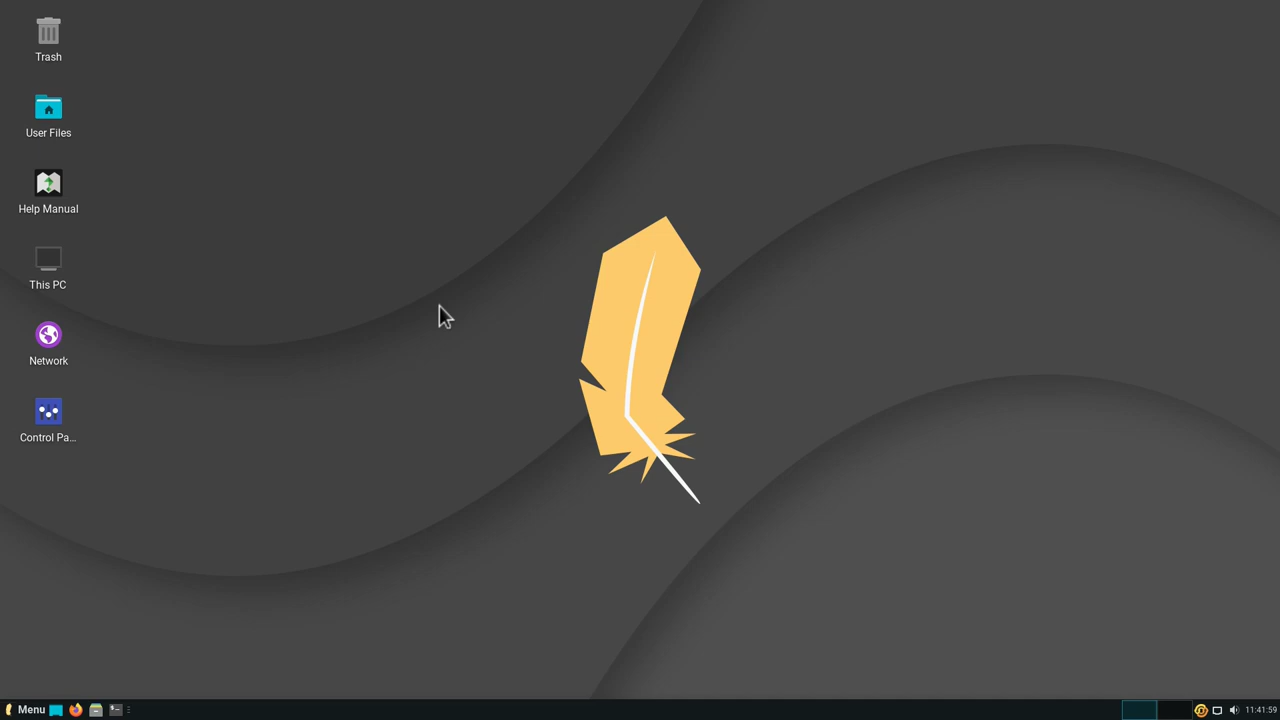 Trash
User Files
Help Manual
This PC
Network
Control Pa...
Menu
11:41:59